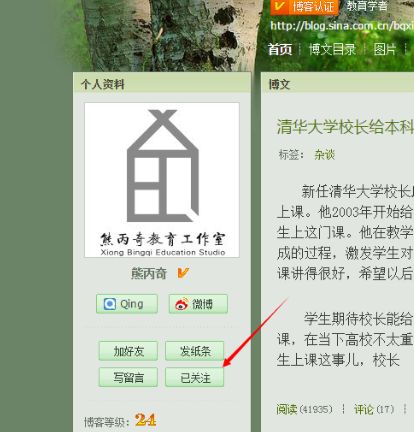 博客认证 教育学者
http://blog.sina.com.cn/bqxi
首页 | 博文目录 | 图片 |
个人资料
熊丙奇教育工作室
Xiong Bingqi Education Studio
熊丙奇
Qing 微博
加好友 发纸条
写留言 已关注
博客等级：24
博文
清华大学校长给本科
标签： 杂谈
新任清华大学校长
上课。他2003年开始给
生上这门课。他在教学
成的过程，激发学生对
课讲得很好，希望以后
学生期待校长能给
课，在当下高校不太重
生上课这事儿，校长
阅读(41935) ┆ 评论(17) ┆